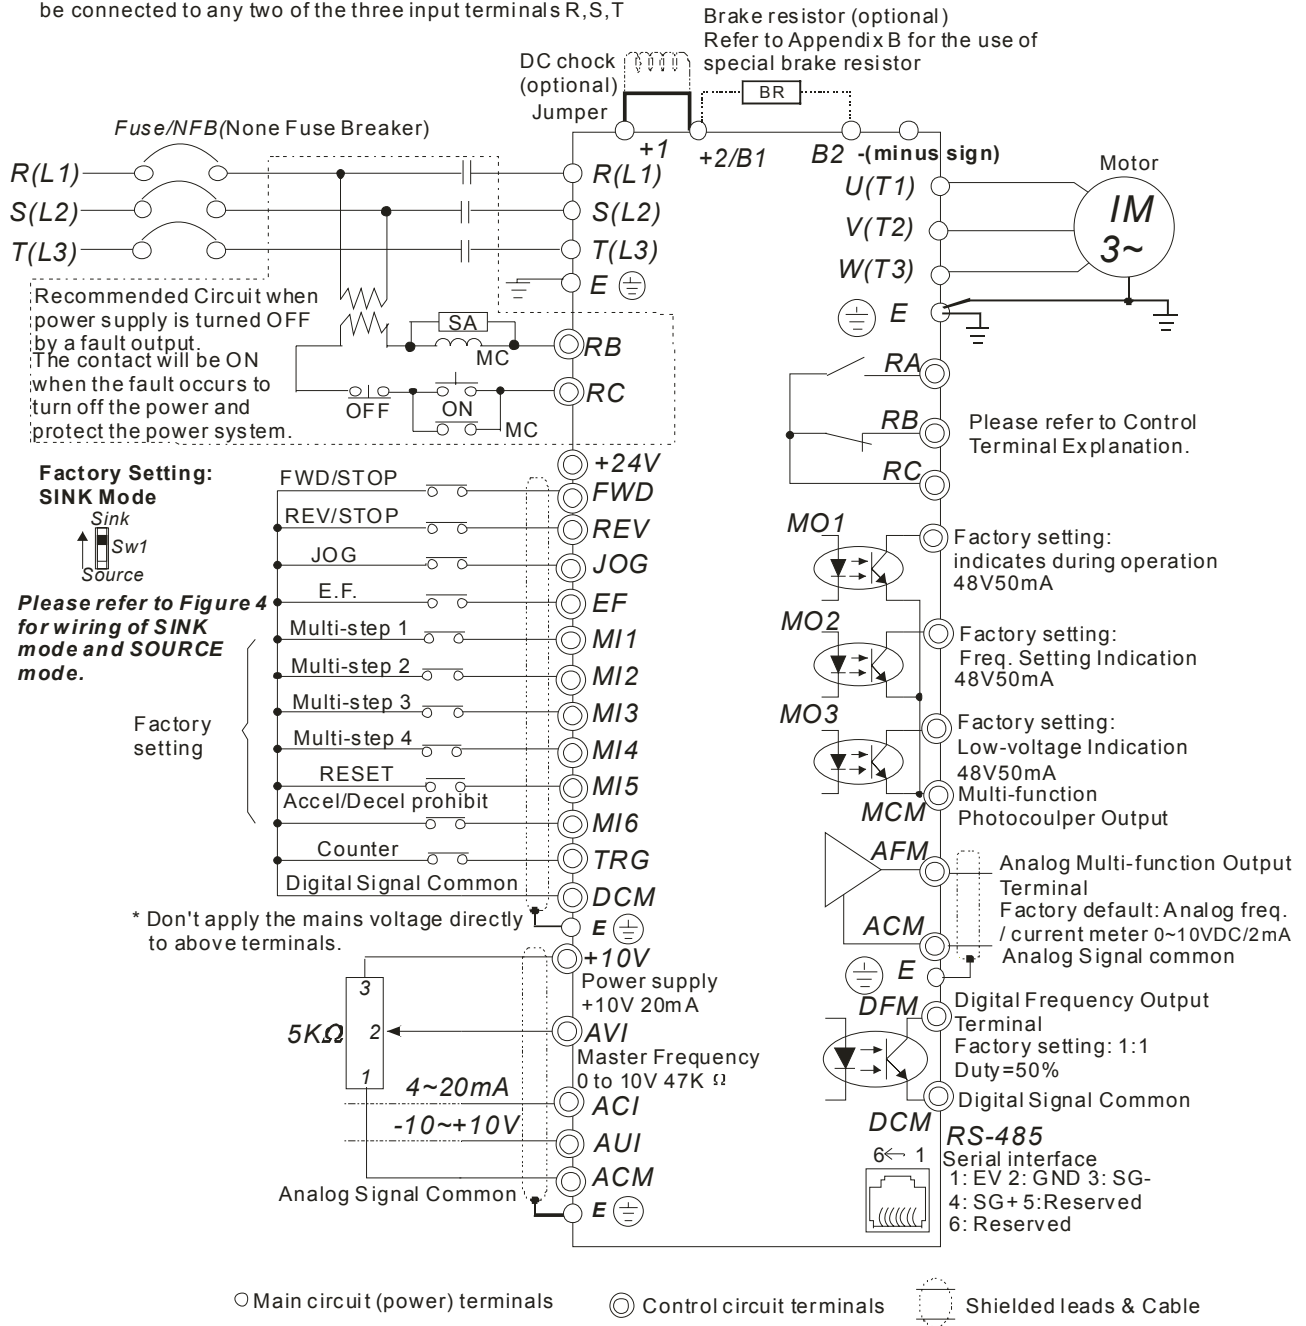 be connected to any two of the three input terminals R,S,T
Brake resistor (optional)
Refer to Appendix B for the use of
special brake resistor
DC chock
(optional)
Jumper
BR
Fuse/NFB(None Fuse Breaker)
+1
+2/B1
B2
-(minus sign)
R(L1)
S(L2)
T(L3)
R(L1)
S(L2)
T(L3)
E
U(T1)
V(T2)
W(T3)
E
Motor
IM
3~
Recommended Circuit when
power supply is turned OFF
by a fault output.
The contact will be ON
when the fault occurs to
turn off the power and
protect the power system.
SA
MC
OFF
ON
MC
RB
RC
RA
RB
RC
Please refer to Control
Terminal Explanation.
Factory Setting:
SINK Mode
Sink
Sw1
Source
Please refer to Figure 4
for wiring of SINK
mode and SOURCE
mode.
Factory
setting
+24V
FWD/STOP
FWD
REV/STOP
REV
JOG
JOG
E.F.
EF
Multi-step 1
MI1
Multi-step 2
MI2
Multi-step 3
MI3
Multi-step 4
MI4
RESET
MI5
Accel/Decel prohibit
MI6
Counter
TRG
Digital Signal Common
DCM
* Don't apply the mains voltage directly
to above terminals.
E
+10V
Power supply
+10V 20mA
3
5KΩ
2
1
AVI
Master Frequency
0 to 10V 47K Ω
4~20mA
ACI
-10~+10V
AUI
ACM
Analog Signal Common
E
MO1
Factory setting:
indicates during operation
48V50mA
MO2
Factory setting:
Freq. Setting Indication
48V50mA
MO3
Factory setting:
Low-voltage Indication
48V50mA
MCM
Multi-function
Photocoulper Output
AFM
Analog Multi-function Output
Terminal
Factory default: Analog freq.
/ current meter 0~10VDC/2mA
ACM
Analog Signal common
E
DFM
Digital Frequency Output
Terminal
Factory setting: 1:1
Duty=50%
Digital Signal Common
DCM
RS-485
Serial interface
6← 1
1: EV 2: GND 3: SG-
4: SG+ 5:Reserved
6: Reserved
Main circuit (power) terminals
Control circuit terminals
Shielded leads & Cable